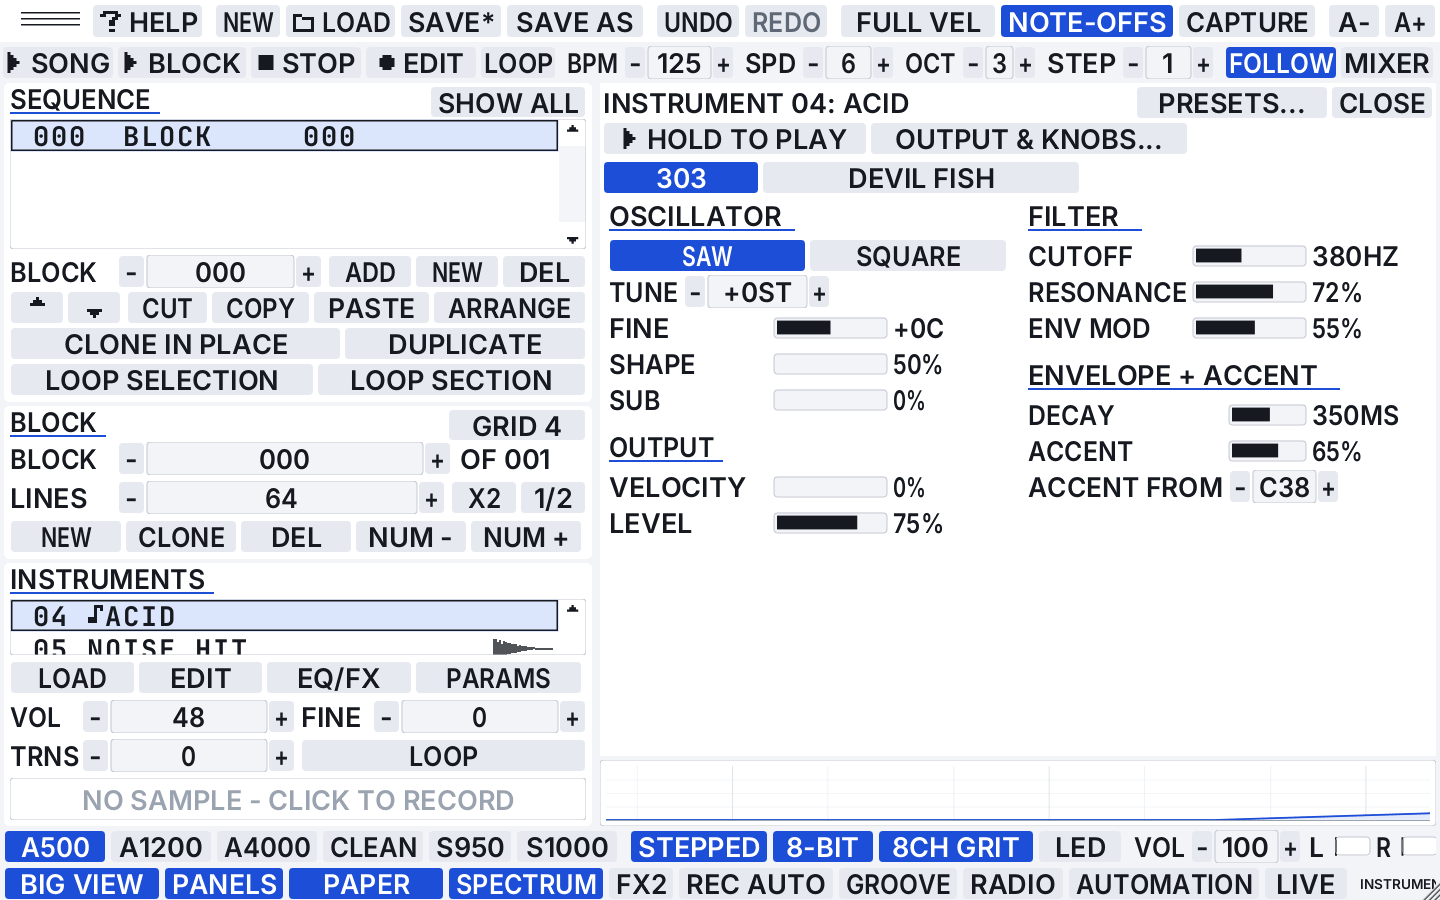 HELP NEW LOAD SAVE* SAVE AS UNDO REDO FULL VEL NOTE-OFFS CAPTURE A- A+
SONG BLOCK STOP EDIT LOOP BPM - 125 + SPD - 6 + OCT - 3 + STEP - 1 + FOLLOW MIXER
SEQUENCE SHOW ALL
000 BLOCK 000
BLOCK - 000 + ADD NEW DEL
CUT COPY PASTE ARRANGE
CLONE IN PLACE DUPLICATE
LOOP SELECTION LOOP SECTION
BLOCK GRID 4
BLOCK - 000 + OF 001
LINES - 64 + X2 1/2
NEW CLONE DEL NUM - NUM +
INSTRUMENTS
04 ACID
05 NOISE HIT
LOAD EDIT EQ/FX PARAMS
VOL - 48 + FINE - 0 +
TRNS - 0 + LOOP
NO SAMPLE - CLICK TO RECORD
INSTRUMENT 04: ACID PRESETS... CLOSE
HOLD TO PLAY OUTPUT & KNOBS...
303 DEVIL FISH
OSCILLATOR
SAW SQUARE
TUNE - +0ST +
FINE +0C
SHAPE 50%
SUB 0%
OUTPUT
VELOCITY 0%
LEVEL 75%
FILTER
CUTOFF 380HZ
RESONANCE 72%
ENV MOD 55%
ENVELOPE + ACCENT
DECAY 350MS
ACCENT 65%
ACCENT FROM - C38 +
A500 A1200 A4000 CLEAN S950 S1000 STEPPED 8-BIT 8CH GRIT LED VOL - 100 + L R
BIG VIEW PANELS PAPER SPECTRUM FX2 REC AUTO GROOVE RADIO AUTOMATION LIVE